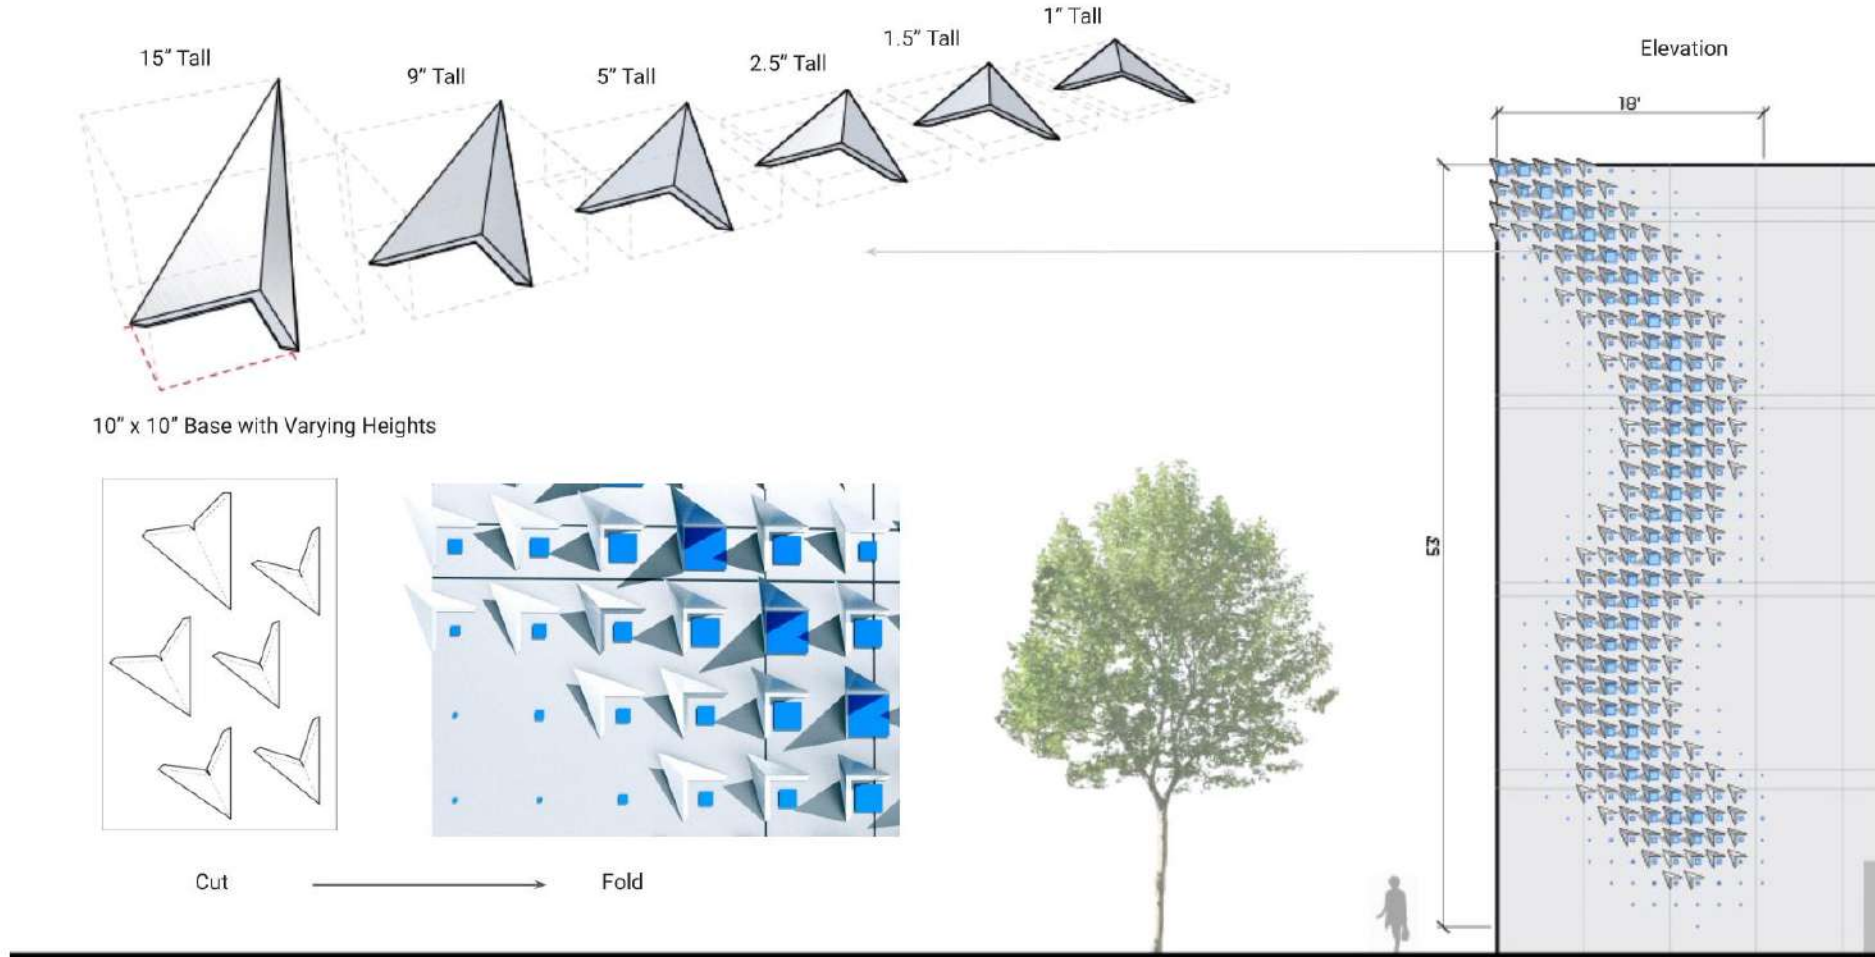 15” Tall
9” Tall
5” Tall
2.5” Tall
1.5” Tall
1” Tall
Elevation
18'
53'
10” x 10” Base with Varying Heights
Cut
Fold